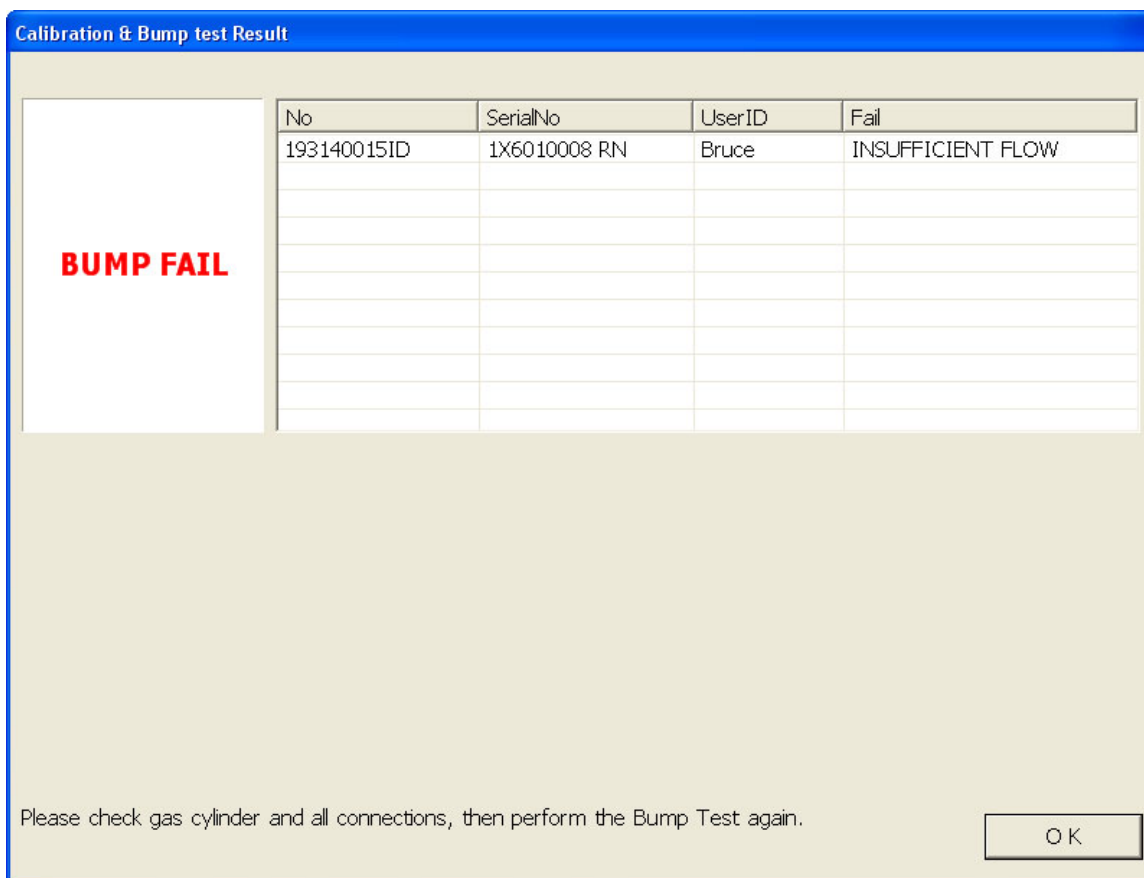 Calibration & Bump test Result
No SerialNo UserID Fail
193140015ID 1X6010008 RN Bruce INSUFFICIENT FLOW
BUMP FAIL
Please check gas cylinder and all connections, then perform the Bump Test again.
O K